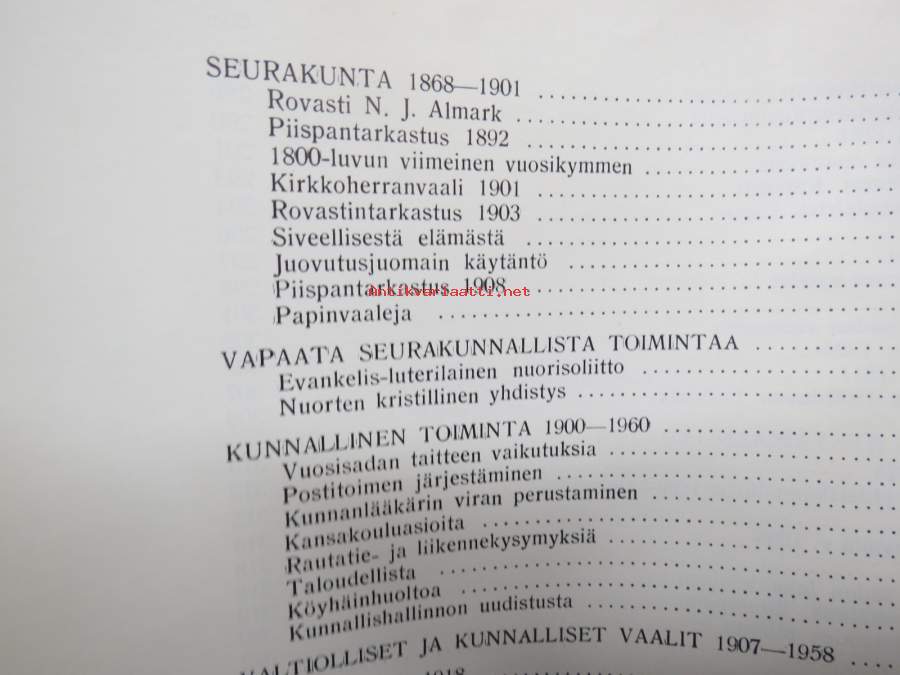 SEURAKUNTA 1868—1901
Rovasti N. J. Almark
Piispantarkastus 1892
1800-luvun viimeinen vuosikymmen
Kirkkoherranvaali 1901
Rovastintarkastus 1903
Siveellisestä elämästä
Juovutusjuomain käytäntö
Piispantarkastus 1908
antikvariaatti.net
Papinvaaleja
VAPAATA SEURAKUNNALLISTA TOIMINTAA
Evankelis-luterilainen nuorisoliitto
Nuorten kristillinen yhdistys
KUNNALLINEN TOIMINTA 1900—1960
Vuosisadan taitteen vaikutuksia
Postitoimen järjestäminen
Kunnanlääkärin viran perustaminen
Kansakouluasioita
Rautatie- ja liikennekysymyksiä
Taloudellista
Köyhäinhuoltoa
Kunnallishallinnon uudistusta
VALTIOLLISET JA KUNNALLISET VAALIT 1907—1958
1918